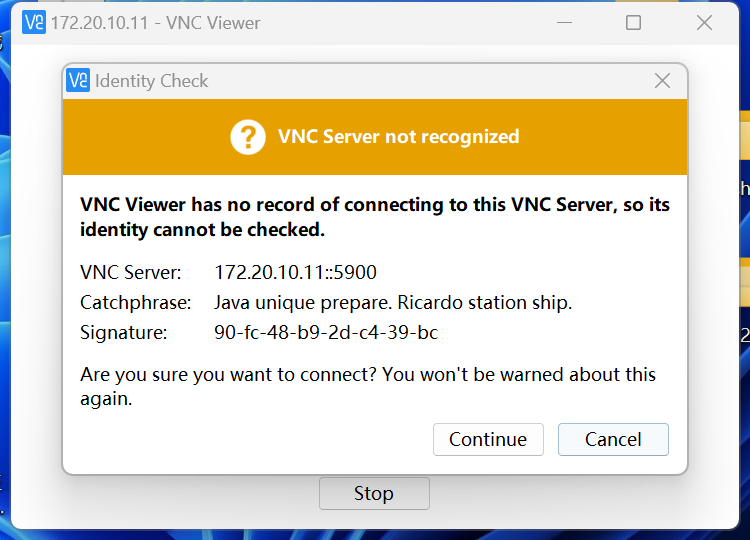 172.20.10.11 - VNC Viewer
Identity Check
VNC Server not recognized
VNC Viewer has no record of connecting to this VNC Server, so its
identity cannot be checked.
VNC Server: 172.20.10.11::5900
Catchphrase: Java unique prepare. Ricardo station ship.
Signature: 90-fc-48-b9-2d-c4-39-bc
Are you sure you want to connect? You won't be warned about this
again.
Continue Cancel
Stop